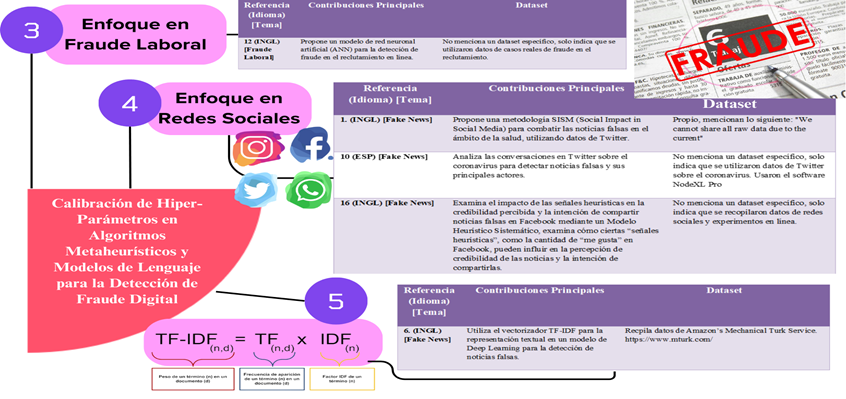 3
Enfoque en
Fraude Laboral
Referencia
(Idioma)
[Tema]
Contribuciones Principales
Dataset
12 (INGL)
[Fraude
Laboral]
Propone un modelo de red neuronal
artificial (ANN) para la detección de
fraude en el reclutamiento en línea.
No menciona un dataset específico, solo indica que se
utilizaron datos de casos reales de fraude en el
reclutamiento.
FRAUDE
Ofertas
4
Enfoque en
Redes Sociales
Referencia
(Idioma) [Tema]
Contribuciones Principales
Dataset
1. (INGL) [Fake News]
Propone una metodología SISM (Social Impact in
Social Media) para combatir las noticias falsas en el
ámbito de la salud, utilizando datos de Twitter.
Propio, mencionan lo siguiente: "We
cannot share all raw data due to the
current"
10 (ESP) [Fake News]
Analiza las conversaciones en Twitter sobre el
coronavirus para detectar noticias falsas y sus
principales actores.
No menciona un dataset específico, solo
indica que se utilizaron datos de Twitter
sobre el coronavirus. Usaron el software
NodeXL Pro
16 (INGL) [Fake News]
Examina el impacto de las señales heurísticas en la
credibilidad percibida y la intención de compartir
noticias falsas en Facebook mediante un Modelo
Heurístico Sistemático, examina cómo ciertas “señales
heurísticas”, como la cantidad de “me gusta” en
Facebook, pueden influir en la percepción de
credibilidad de las noticias y la intención de
compartirlas.
No menciona un dataset específico, solo
indica que se recopilaron datos de redes
sociales y experimentos en línea.
Calibración de Hiper-
Parámetros en
Algoritmos
Metaheurísticos y
Modelos de Lenguaje
para la Detección de
Fraude Digital
5
TF-IDF(n,d) = TF(n,d) x IDF(n)
Peso de un término (n) en un
documento (d)
Frecuencia de aparición
de un término (n) en un
documento (d)
Factor IDF de un
término (n)
Referencia
(Idioma)
[Tema]
Contribuciones Principales
Dataset
6. (INGL)
[Fake News]
Utiliza el vectorizador TF-IDF para la
representación textual en un modelo de
Deep Learning para la detección de
noticias falsas.
Recpila datos de Amazon’s Mechanical Turk Service.
https://www.mturk.com/